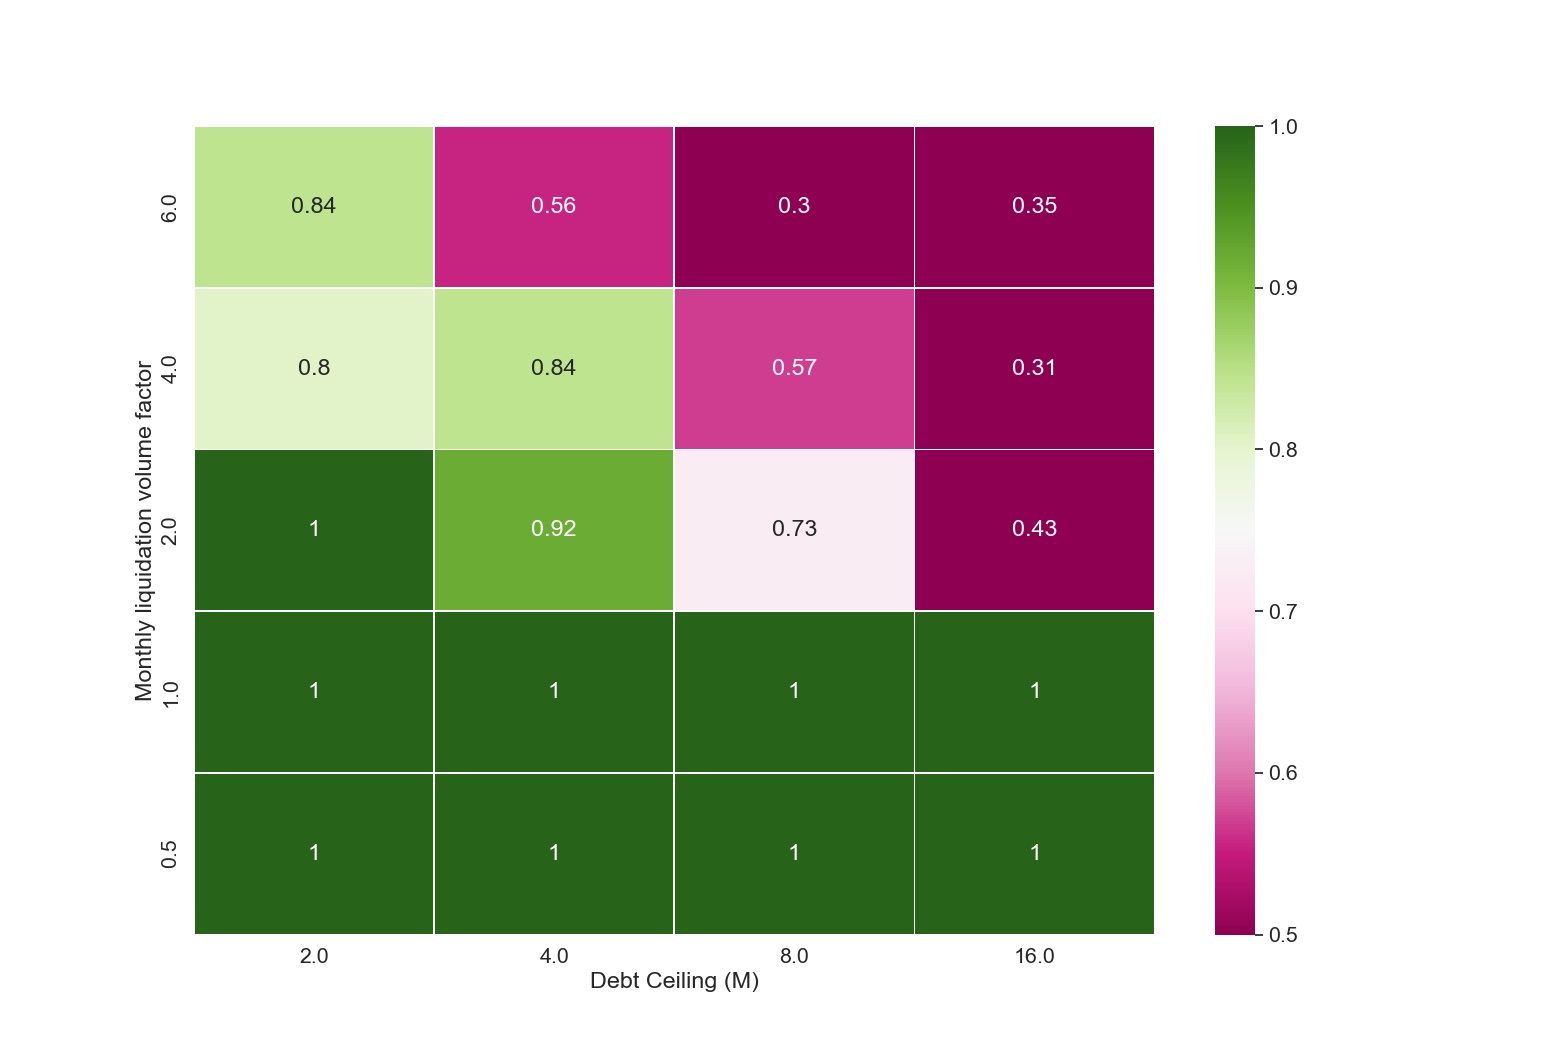 1.0
6.0 0.84 0.56 0.3 0.35
0.9
4.0 0.8 0.84 0.57 0.31
0.8
Monthly liquidation volume factor
2.0 1 0.92 0.73 0.43
0.7
1.0 1 1 1 1
0.6
0.5 1 1 1 1
0.5
2.0 4.0 8.0 16.0
Debt Ceiling (M)